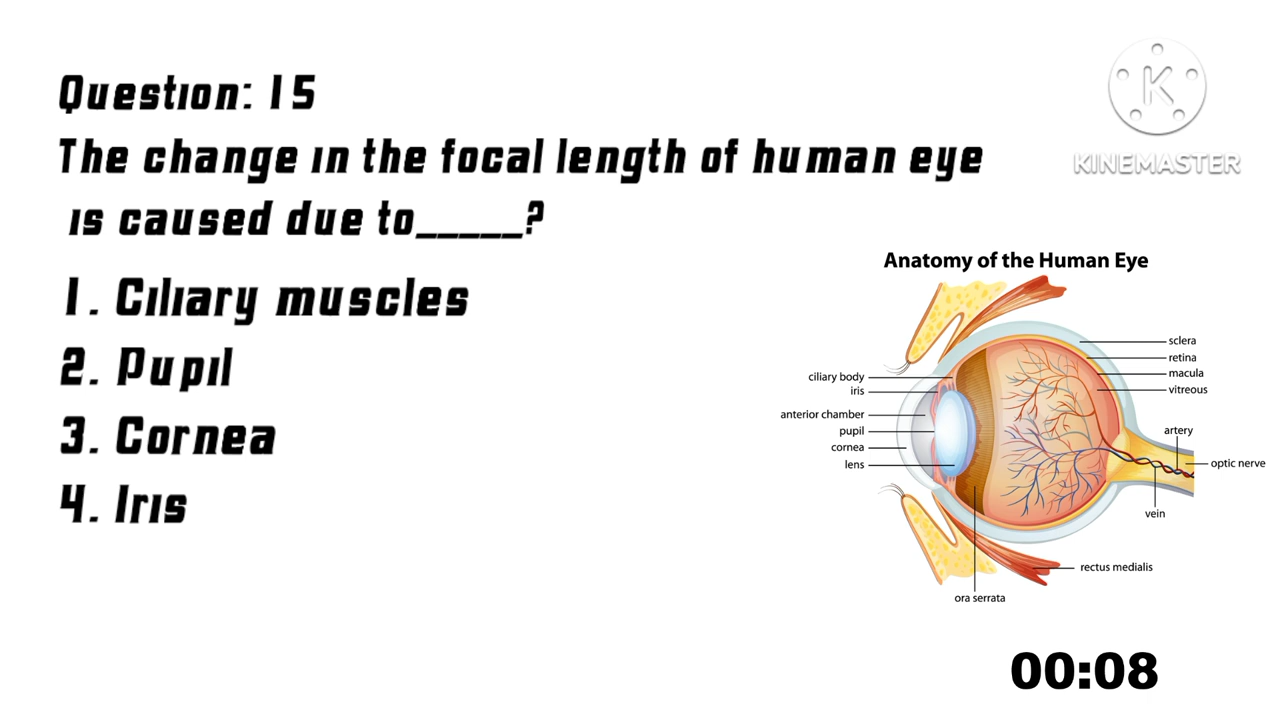 Question: 15
The change in the focal length of human eye
is caused due to_____?
1. Ciliary muscles
2. Pupil
3. Cornea
4. Iris
K
KINEMASTER
Anatomy of the Human Eye
ciliary body
iris
anterior chamber
pupil
cornea
lens
sclera
retina
macula
vitreous
artery
optic nerve
vein
rectus medialis
ora serrata
00:08